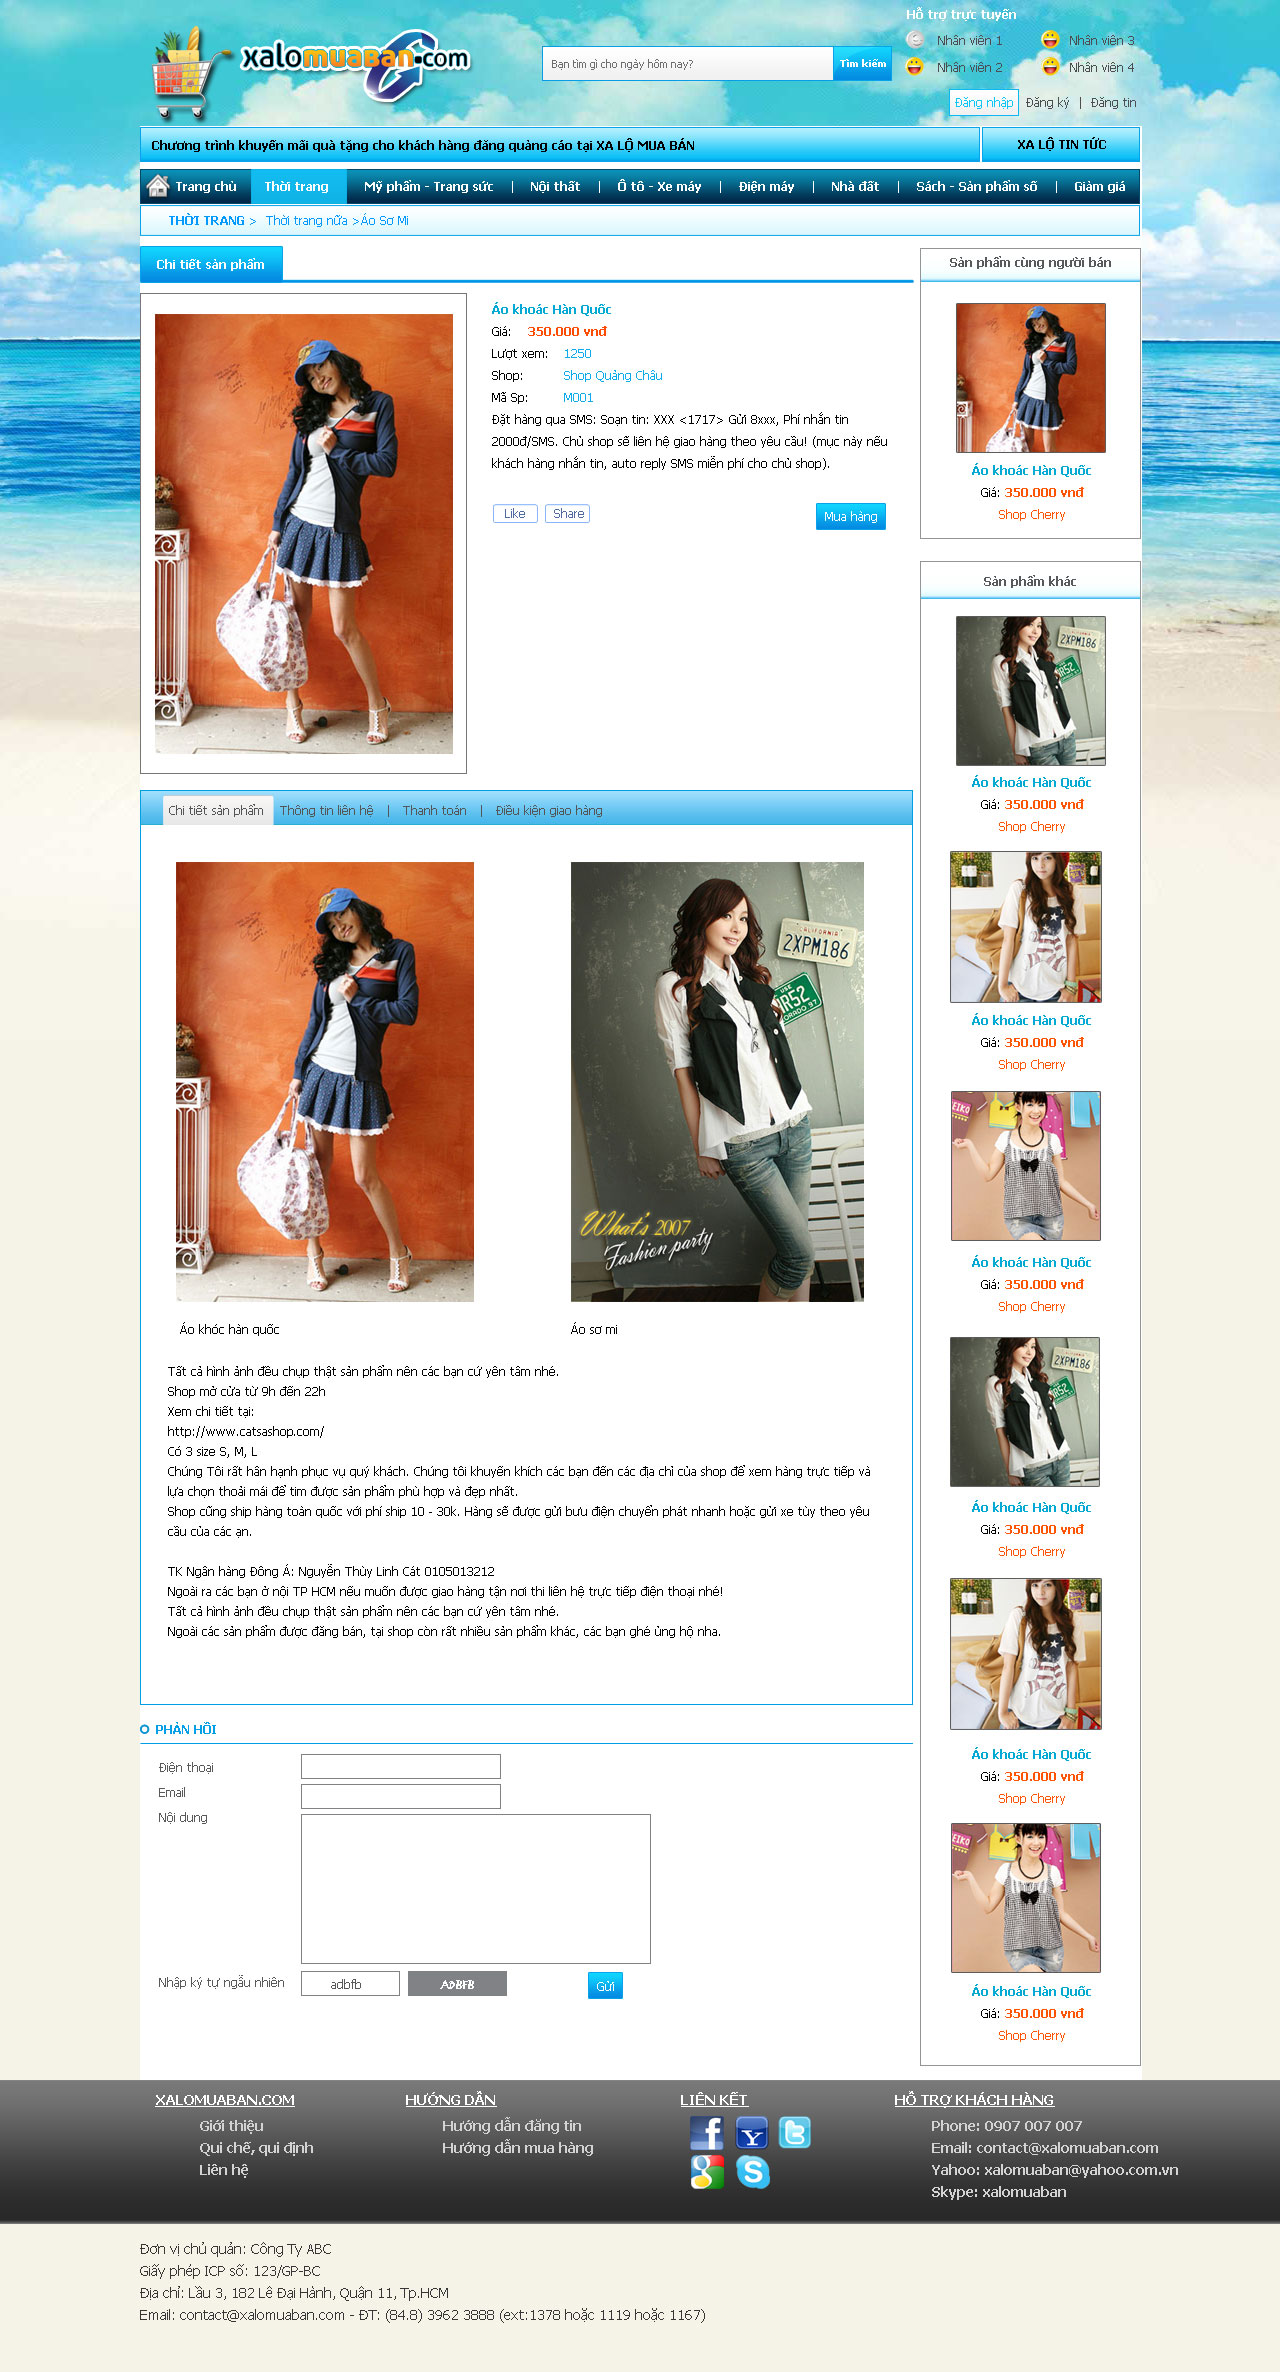 Hỗ trợ trực tuyến
xalomuaban.com
Nhân viên 1
Nhân viên 3
Bạn tìm gì cho ngày hôm nay?
Tìm kiếm
Nhân viên 2
Nhân viên 4
Đăng nhập Đăng ký | Đăng tin
Chương trình khuyến mãi quà tặng cho khách hàng đăng quảng cáo tại XA LỘ MUA BÁN
XA LỘ TIN TỨC
Trang chủ Thời trang Mỹ phẩm - Trang sức | Nội thất | Ô tô - Xe máy | Điện máy | Nhà đất | Sách - Sản phẩm số | Giảm giá
THỜI TRANG > Thời trang nữa >Áo Sơ Mi
Chi tiết sản phẩm
Áo khoác Hàn Quốc
Giá: 350.000 vnđ
Lượt xem: 1250
Shop: Shop Quảng Châu
Mã Sp: M001
Đặt hàng qua SMS: Soạn tin: XXX <1717> Gửi 8xxx, Phí nhắn tin
2000đ/SMS. Chủ shop sẽ liên hệ giao hàng theo yêu cầu! (mục này nếu
khách hàng nhắn tin, auto reply SMS miễn phí cho chủ shop).
Like
Share
Mua hàng
Sản phẩm cùng người bán
Áo khoác Hàn Quốc
Giá: 350.000 vnđ
Shop Cherry
Sản phẩm khác
2XPM186
IR52
Áo khoác Hàn Quốc
Giá: 350.000 vnđ
Shop Cherry
Áo khoác Hàn Quốc
Giá: 350.000 vnđ
Shop Cherry
EIKO
Áo khoác Hàn Quốc
Giá: 350.000 vnđ
Shop Cherry
2XPM186
IR52
Áo khoác Hàn Quốc
Giá: 350.000 vnđ
Shop Cherry
Áo khoác Hàn Quốc
Giá: 350.000 vnđ
Shop Cherry
EIKO
Áo khoác Hàn Quốc
Giá: 350.000 vnđ
Shop Cherry
Chi tiết sản phẩm Thông tin liên hệ | Thanh toán | Điều kiện giao hàng
CALIFORNIA
2XPM186
USE
IR52
ORADO 97
What's 2007
Fashion party
Áo khóc hàn quốc
Áo sơ mi
Tất cả hình ảnh đều chụp thật sản phẩm nên các bạn cứ yên tâm nhé.
Shop mở cửa từ 9h đến 22h
Xem chi tiết tại:
http://www.catsashop.com/
Có 3 size S, M, L
Chúng Tôi rất hân hạnh phục vụ quý khách. Chúng tôi khuyến khích các bạn đến các địa chỉ của shop để xem hàng trực tiếp và
lựa chọn thoải mái để tìm được sản phẩm phù hợp và đẹp nhất.
Shop cũng ship hàng toàn quốc với phí ship 10 - 30k. Hàng sẽ được gửi bưu điện chuyển phát nhanh hoặc gửi xe tùy theo yêu
cầu của các ạn.
TK Ngân hàng Đông Á: Nguyễn Thùy Linh Cát 0105013212
Ngoài ra các bạn ở nội TP HCM nếu muốn được giao hàng tận nơi thì liên hệ trực tiếp điện thoại nhé!
Tất cả hình ảnh đều chụp thật sản phẩm nên các bạn cứ yên tâm nhé.
Ngoài các sản phẩm được đăng bán, tại shop còn rất nhiều sản phẩm khác, các bạn ghé ủng hộ nha.
PHẢN HỒI
Điện thoại
Email
Nội dung
Nhập ký tự ngẫu nhiên
adbfb
ADBFB
Gửi
XALOMUABAN.COM
Giới thiệu
Qui chế, qui định
Liên hệ
HƯỚNG DẪN
Hướng dẫn đăng tin
Hướng dẫn mua hàng
LIÊN KẾT
HỖ TRỢ KHÁCH HÀNG
Phone: 0907 007 007
Email: contact@xalomuaban.com
Yahoo: xalomuaban@yahoo.com.vn
Skype: xalomuaban
Đơn vị chủ quản: Công Ty ABC
Giấy phép ICP số: 123/GP-BC
Địa chỉ: Lầu 3, 182 Lê Đại Hành, Quận 11, Tp.HCM
Email: contact@xalomuaban.com - ĐT: (84.8) 3962 3888 (ext:1378 hoặc 1119 hoặc 1167)